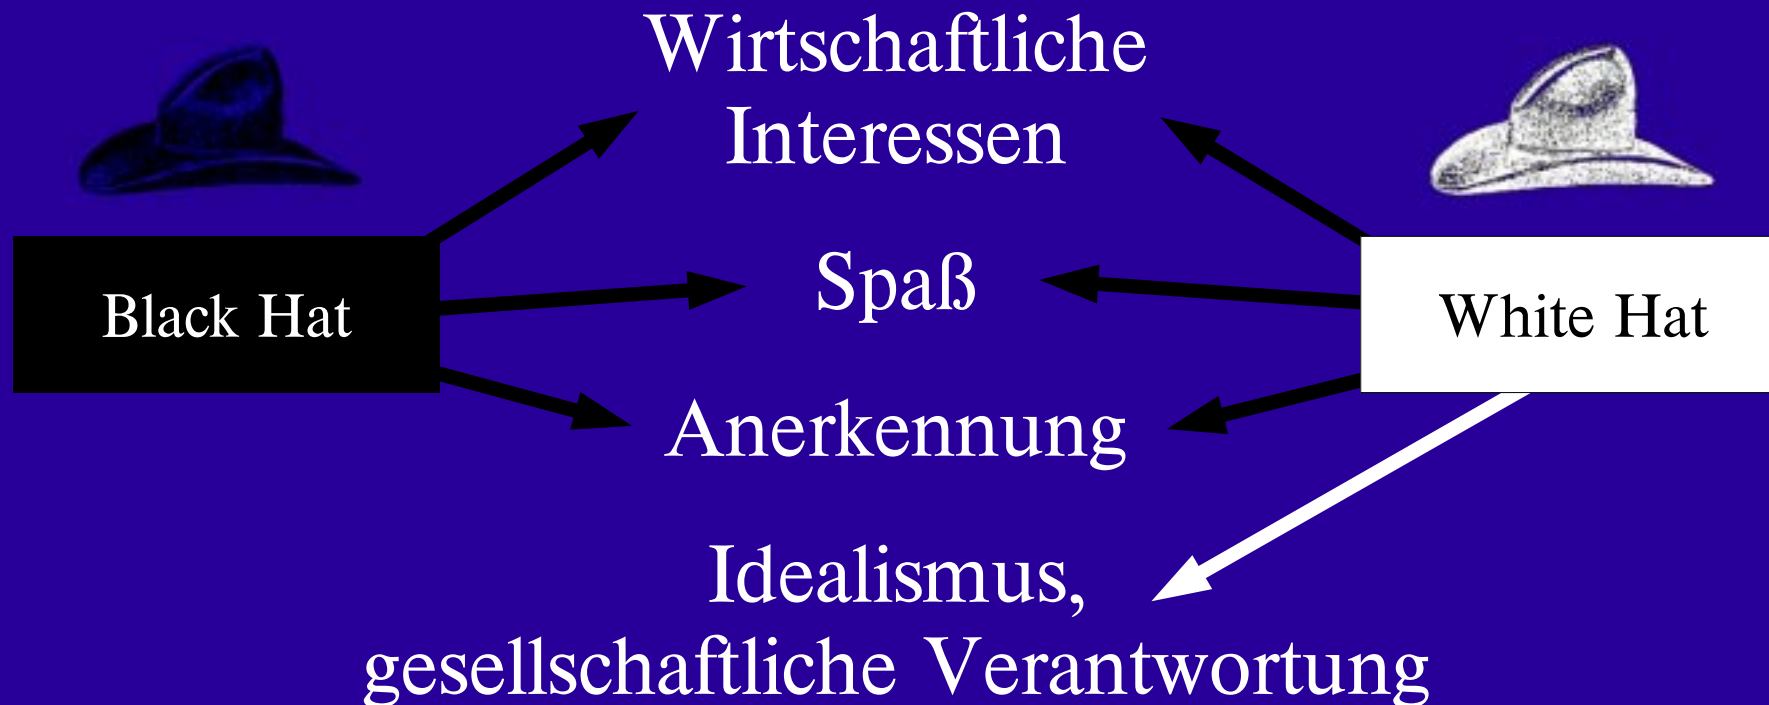 Wirtschaftliche
Interessen
Spaß
Black Hat
White Hat
Anerkennung
Idealismus,
gesellschaftliche Verantwortung